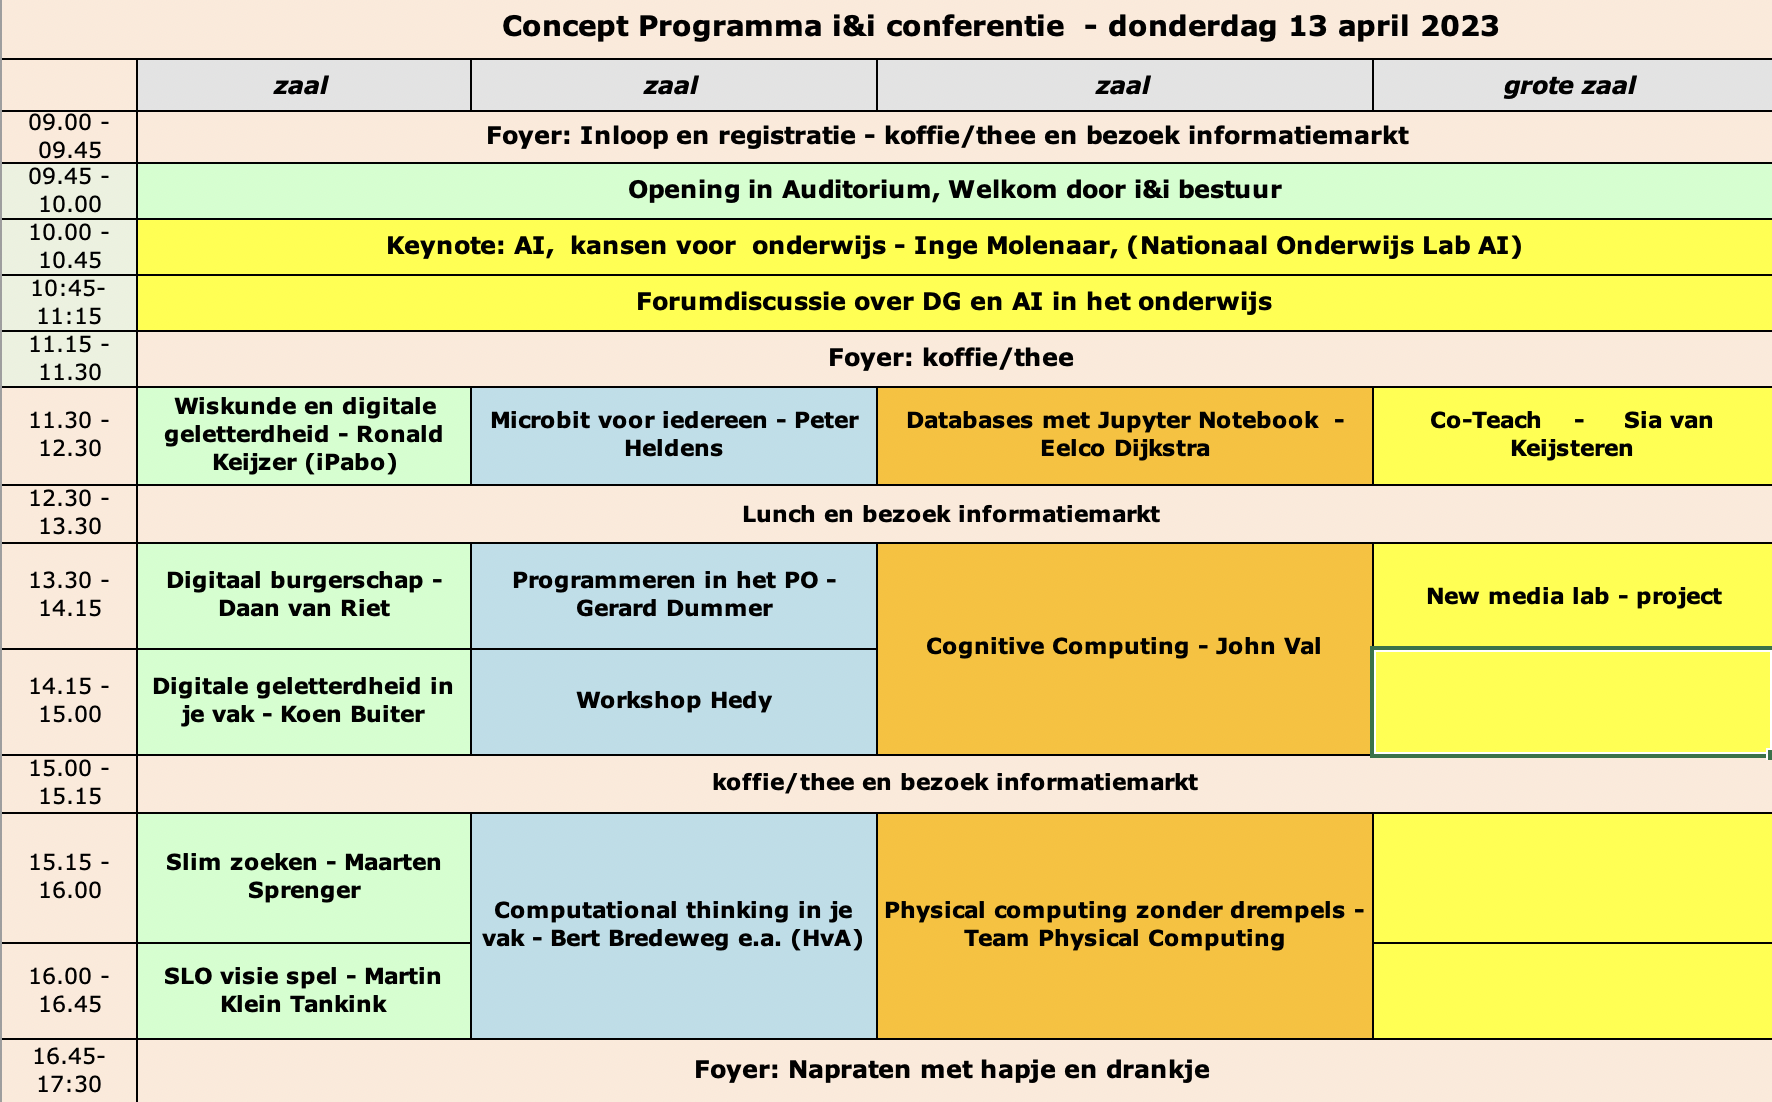 Concept Programma i&i conferentie - donderdag 13 april 2023
zaal
zaal
zaal
grote zaal
09.00 -
09.45
Foyer: Inloop en registratie - koffie/thee en bezoek informatiemarkt
09.45 -
10.00
Opening in Auditorium, Welkom door i&i bestuur
10.00 -
10.45
Keynote: AI, kansen voor onderwijs - Inge Molenaar, (Nationaal Onderwijs Lab AI)
10:45-
11:15
Forumdiscussie over DG en AI in het onderwijs
11.15 -
11.30
Foyer: koffie/thee
11.30 -
12.30
Wiskunde en digitale
geletterdheid - Ronald
Keijzer (iPabo)
Microbit voor iedereen - Peter
Heldens
Databases met Jupyter Notebook -
Eelco Dijkstra
Co-Teach - Sia van
Keijsteren
12.30 -
13.30
Lunch en bezoek informatiemarkt
13.30 -
14.15
Digitaal burgerschap -
Daan van Riet
Programmeren in het PO -
Gerard Dummer
Cognitive Computing - John Val
New media lab - project
14.15 -
15.00
Digitale geletterdheid in
je vak - Koen Buiter
Workshop Hedy
15.00 -
15.15
koffie/thee en bezoek informatiemarkt
15.15 -
16.00
Slim zoeken - Maarten
Sprenger
Computational thinking in je
vak - Bert Bredeweg e.a. (HvA)
Physical computing zonder drempels -
Team Physical Computing
16.00 -
16.45
SLO visie spel - Martin
Klein Tankink
16.45-
17:30
Foyer: Napraten met hapje en drankje